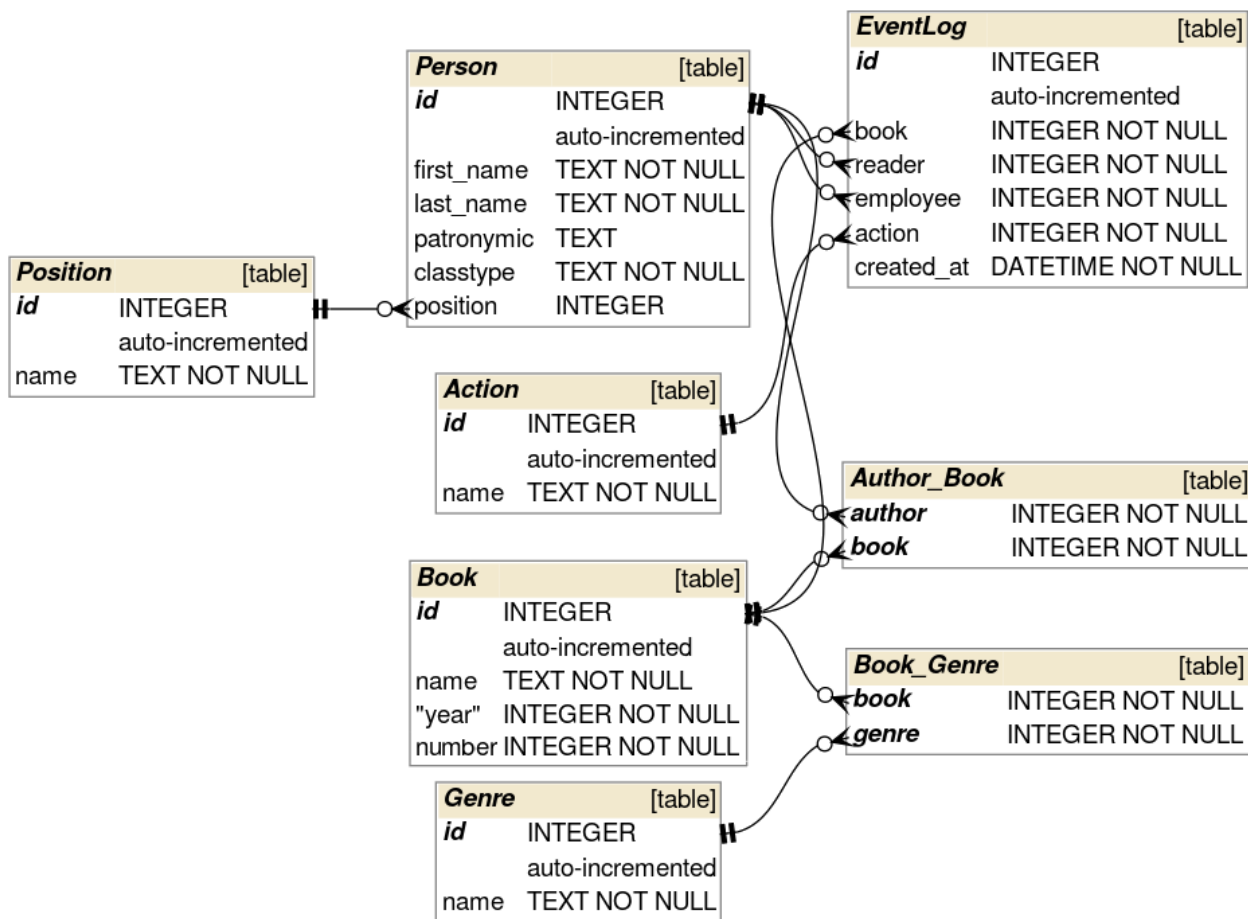 Position [table]
id INTEGER
auto-incremented
name TEXT NOT NULL
Person [table]
id INTEGER
auto-incremented
first_name TEXT NOT NULL
last_name TEXT NOT NULL
patronymic TEXT
classtype TEXT NOT NULL
position INTEGER
Action [table]
id INTEGER
auto-incremented
name TEXT NOT NULL
Book [table]
id INTEGER
auto-incremented
name TEXT NOT NULL
"year" INTEGER NOT NULL
number INTEGER NOT NULL
Genre [table]
id INTEGER
auto-incremented
name TEXT NOT NULL
EventLog [table]
id INTEGER
auto-incremented
book INTEGER NOT NULL
reader INTEGER NOT NULL
employee INTEGER NOT NULL
action INTEGER NOT NULL
created_at DATETIME NOT NULL
Author_Book [table]
author INTEGER NOT NULL
book INTEGER NOT NULL
Book_Genre [table]
book INTEGER NOT NULL
genre INTEGER NOT NULL